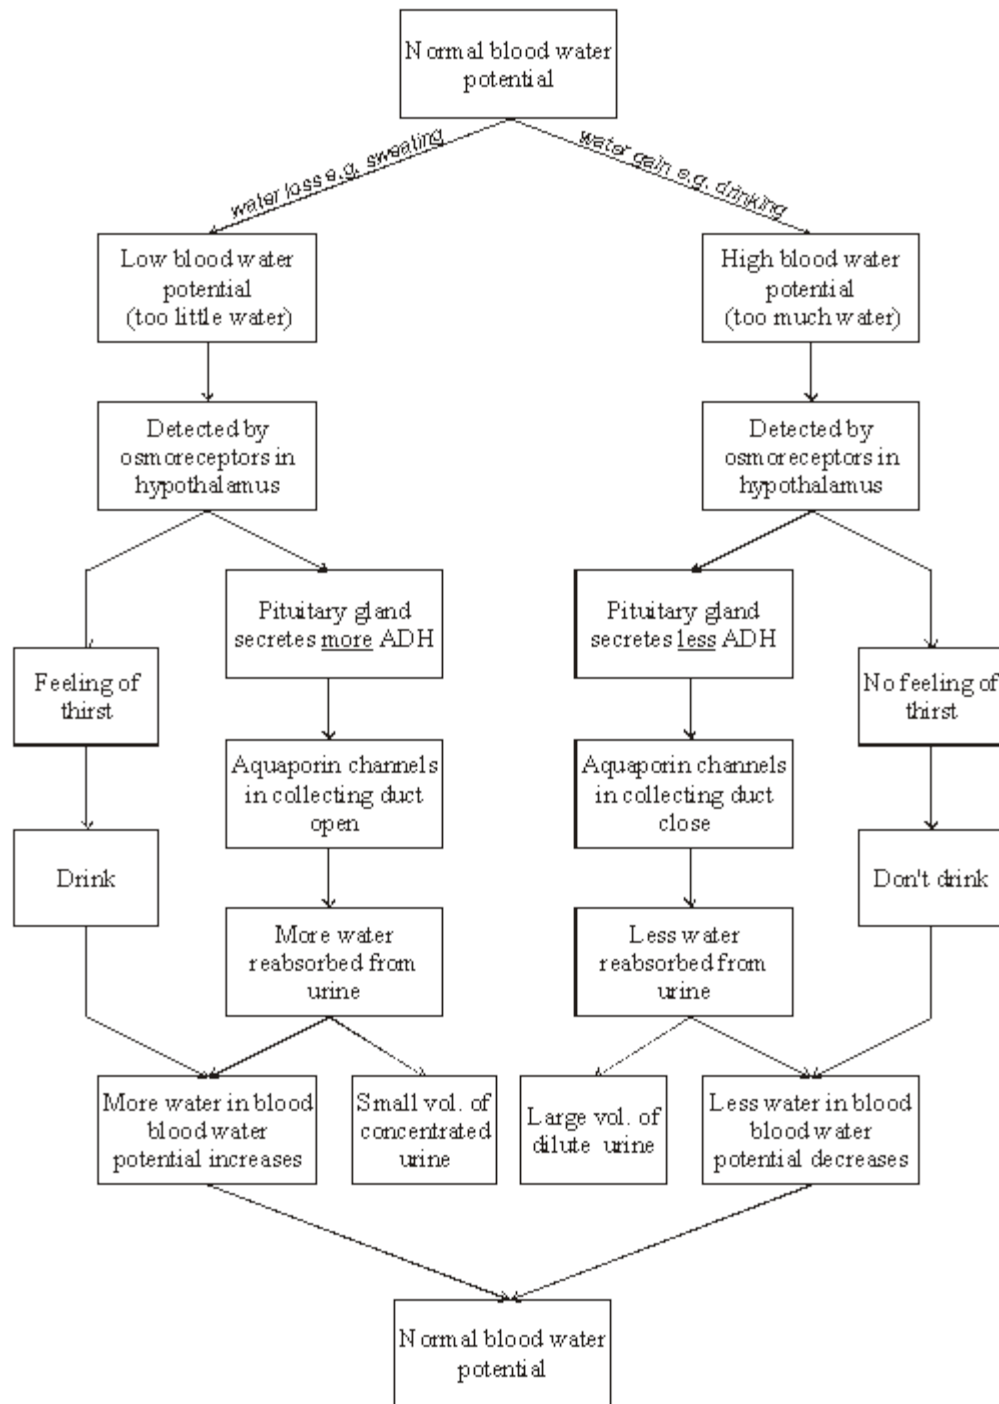 Normal blood water
potential
water loss e.g. sweating
water gain e.g. drinking
Low blood water
potential
(too little water)
High blood water
potential
(too much water)
Detected by
osmoreceptors in
hypothalamus
Detected by
osmoreceptors in
hypothalamus
Feeling of
thirst
Pituitary gland
secretes more ADH
Pituitary gland
secretes less ADH
No feeling of
thirst
Drink
Aquaporin channels
in collecting duct
open
Aquaporin channels
in collecting duct
close
Don't drink
More water
reabsorbed from
urine
Less water
reabsorbed from
urine
More water in blood
blood water
potential increases
Small vol. of
concentrated
urine
Large vol. of
dilute urine
Less water in blood
blood water
potential decreases
Normal blood water
potential